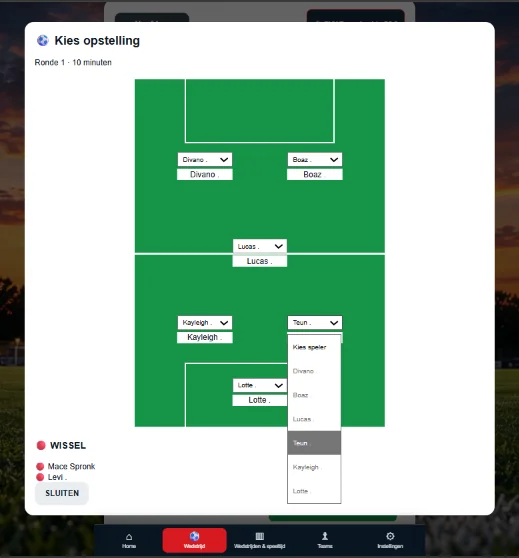 Kies opstelling
Ronde 1 · 10 minuten
Divano .
Boaz .
Divano .
Boaz .
Lucas .
Lucas .
Kayleigh .
Teun .
Kayleigh .
Kies speler
Divano .
Boaz
Lucas .
Teun .
Kayleigh .
Lotte .
Lotte .
Lotte .
WISSEL
Mace Spronk
Levi .
SLUITEN
Home
Wedstrijd
Wedstrijden & speeltijd
Teams
Instellingen